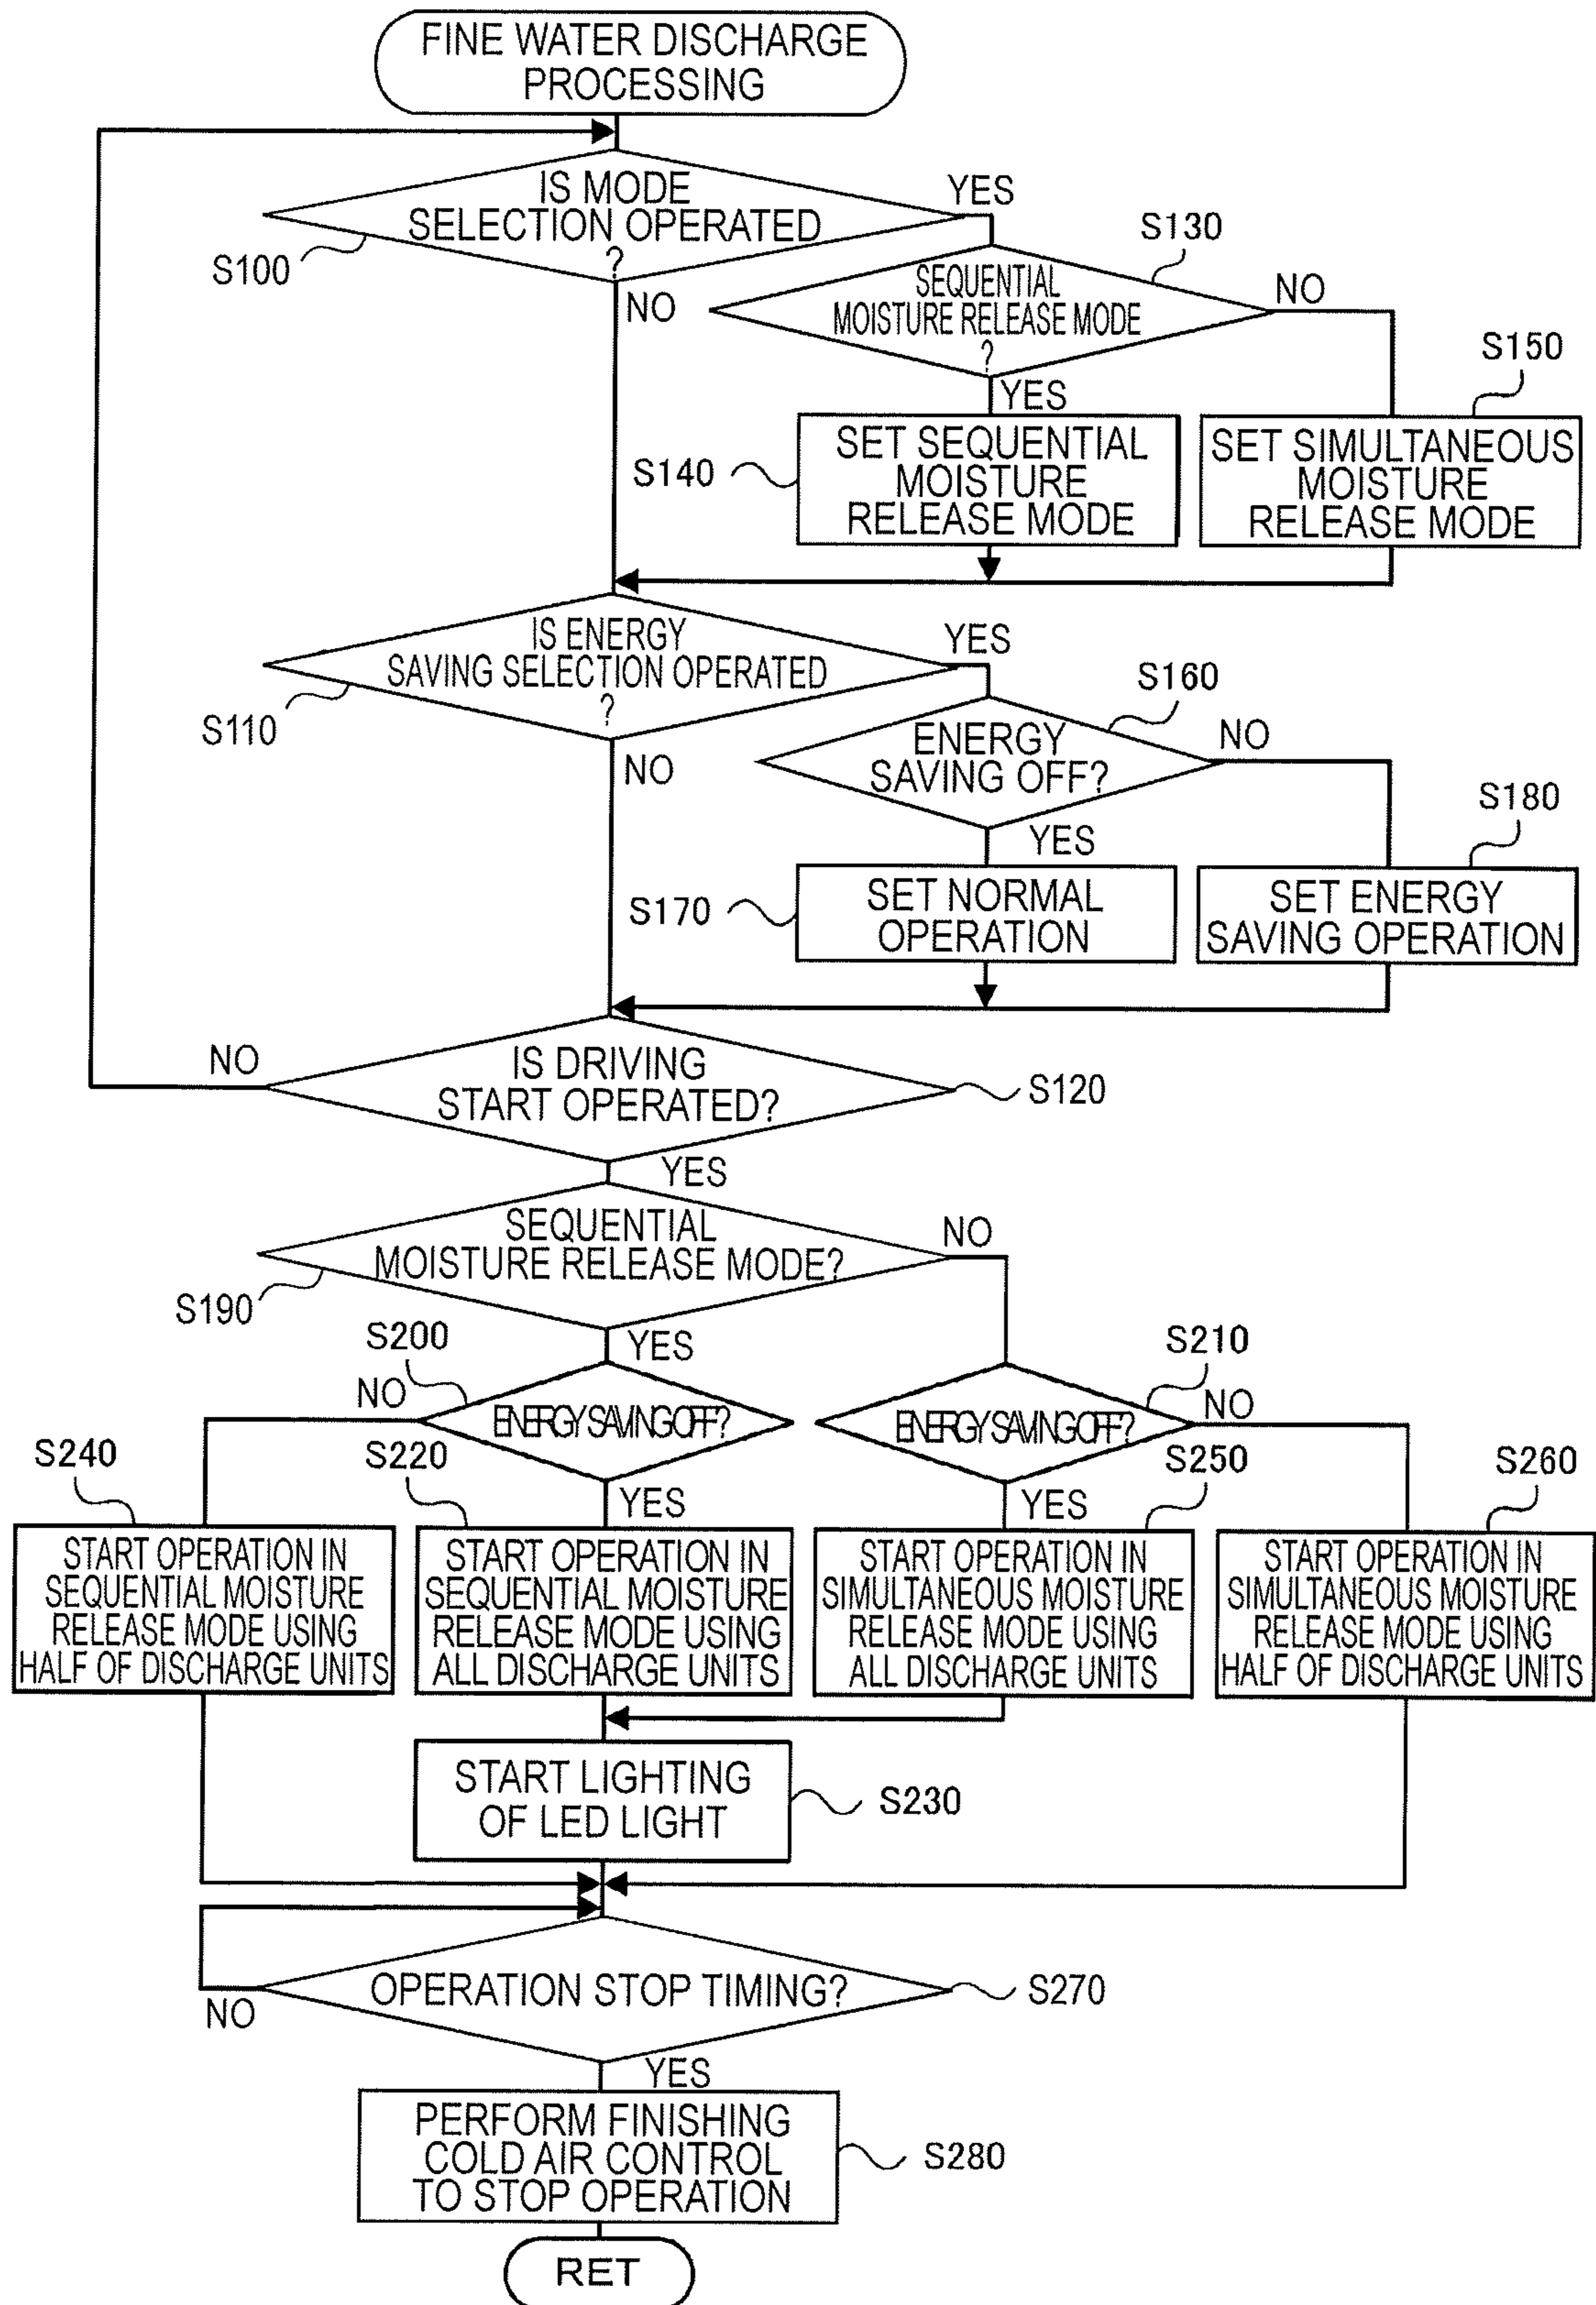 FINE WATER DISCHARGE
PROCESSING
IS MODE
SELECTION OPERATED
?
S100
YES
NO
S130
SEQUENTIAL
MOISTURE RELEASE MODE
?
NO
YES
S150
S140
SET SEQUENTIAL
MOISTURE
RELEASE MODE
SET SIMULTANEOUS
MOISTURE
RELEASE MODE
IS ENERGY
SAVING SELECTION OPERATED
?
S110
YES
NO
S160
ENERGY
SAVING OFF?
NO
YES
S180
S170
SET NORMAL
OPERATION
SET ENERGY
SAVING OPERATION
NO
IS DRIVING
START OPERATED?
S120
YES
SEQUENTIAL
MOISTURE RELEASE MODE?
NO
S190
YES
S200
S210
NO
ENERGY SAVING OFF?
ENERGY SAVING OFF?
NO
S240
S220
YES
S250
YES
S260
START OPERATION IN
SEQUENTIAL MOISTURE
RELEASE MODE USING
HALF OF DISCHARGE UNITS
START OPERATION IN
SEQUENTIAL MOISTURE
RELEASE MODE USING
ALL DISCHARGE UNITS
START OPERATION IN
SIMULTANEOUS MOISTURE
RELEASE MODE USING
ALL DISCHARGE UNITS
START OPERATION IN
SIMULTANEOUS MOISTURE
RELEASE MODE USING
HALF OF DISCHARGE UNITS
START LIGHTING
OF LED LIGHT
S230
OPERATION STOP TIMING?
S270
NO
YES
PERFORM FINISHING
COLD AIR CONTROL
TO STOP OPERATION
S280
RET